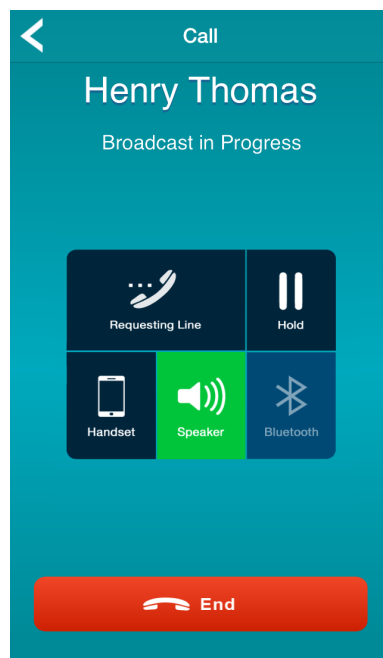 Call
Henry Thomas
Broadcast in Progress
Requesting Line
Hold
Handset
Speaker
Bluetooth
End